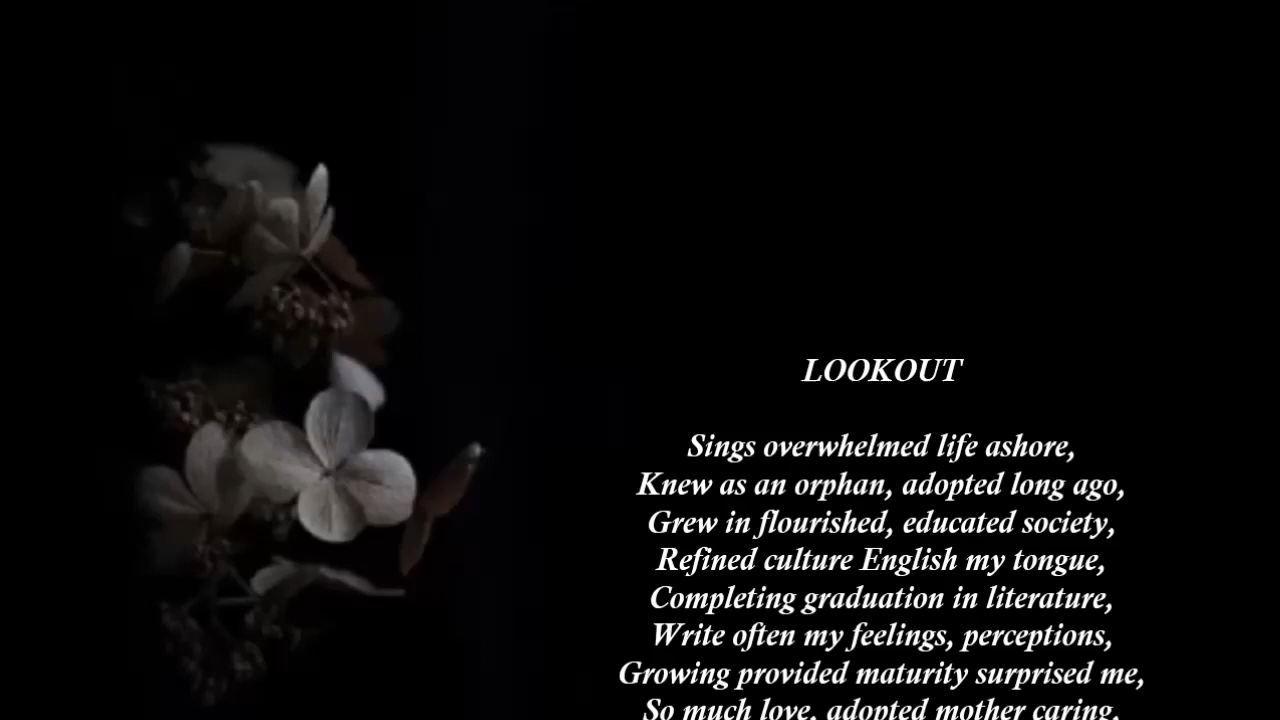 LOOKOUT
Sings overwhelmed life ashore,
Knew as an orphan, adopted long ago,
Grew in flourished, educated society,
Refined culture English my tongue,
Completing graduation in literature,
Write often my feelings, perceptions,
Growing provided maturity surprised me,
So much love, adopted mother caring,